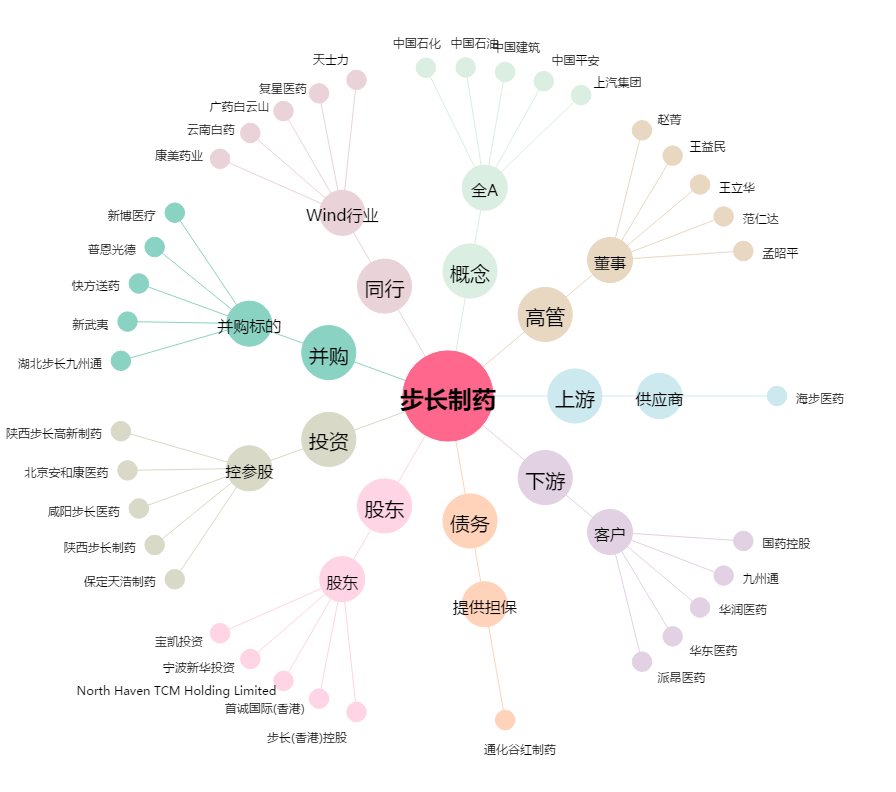 中国石化
中国石油
中国建筑
中国平安
上汽集团
全A
概念
赵菁
王益民
王立华
范仁达
孟昭平
董事
高管
天士力
复星医药
广药白云山
云南白药
康美药业
Wind行业
同行
新博医疗
普恩光德
快方送药
新武夷
湖北步长九州通
并购标的
并购
步长制药
上游
供应商
海步医药
陕西步长高新制药
北京安和康医药
咸阳步长医药
陕西步长制药
保定天浩制药
控参股
投资
股东
股东
宝凯投资
宁波新华投资
North Haven TCM Holding Limited
首诚国际(香港)
步长(香港)控股
债务
提供担保
通化谷红制药
下游
客户
国药控股
九州通
华润医药
华东医药
派昂医药